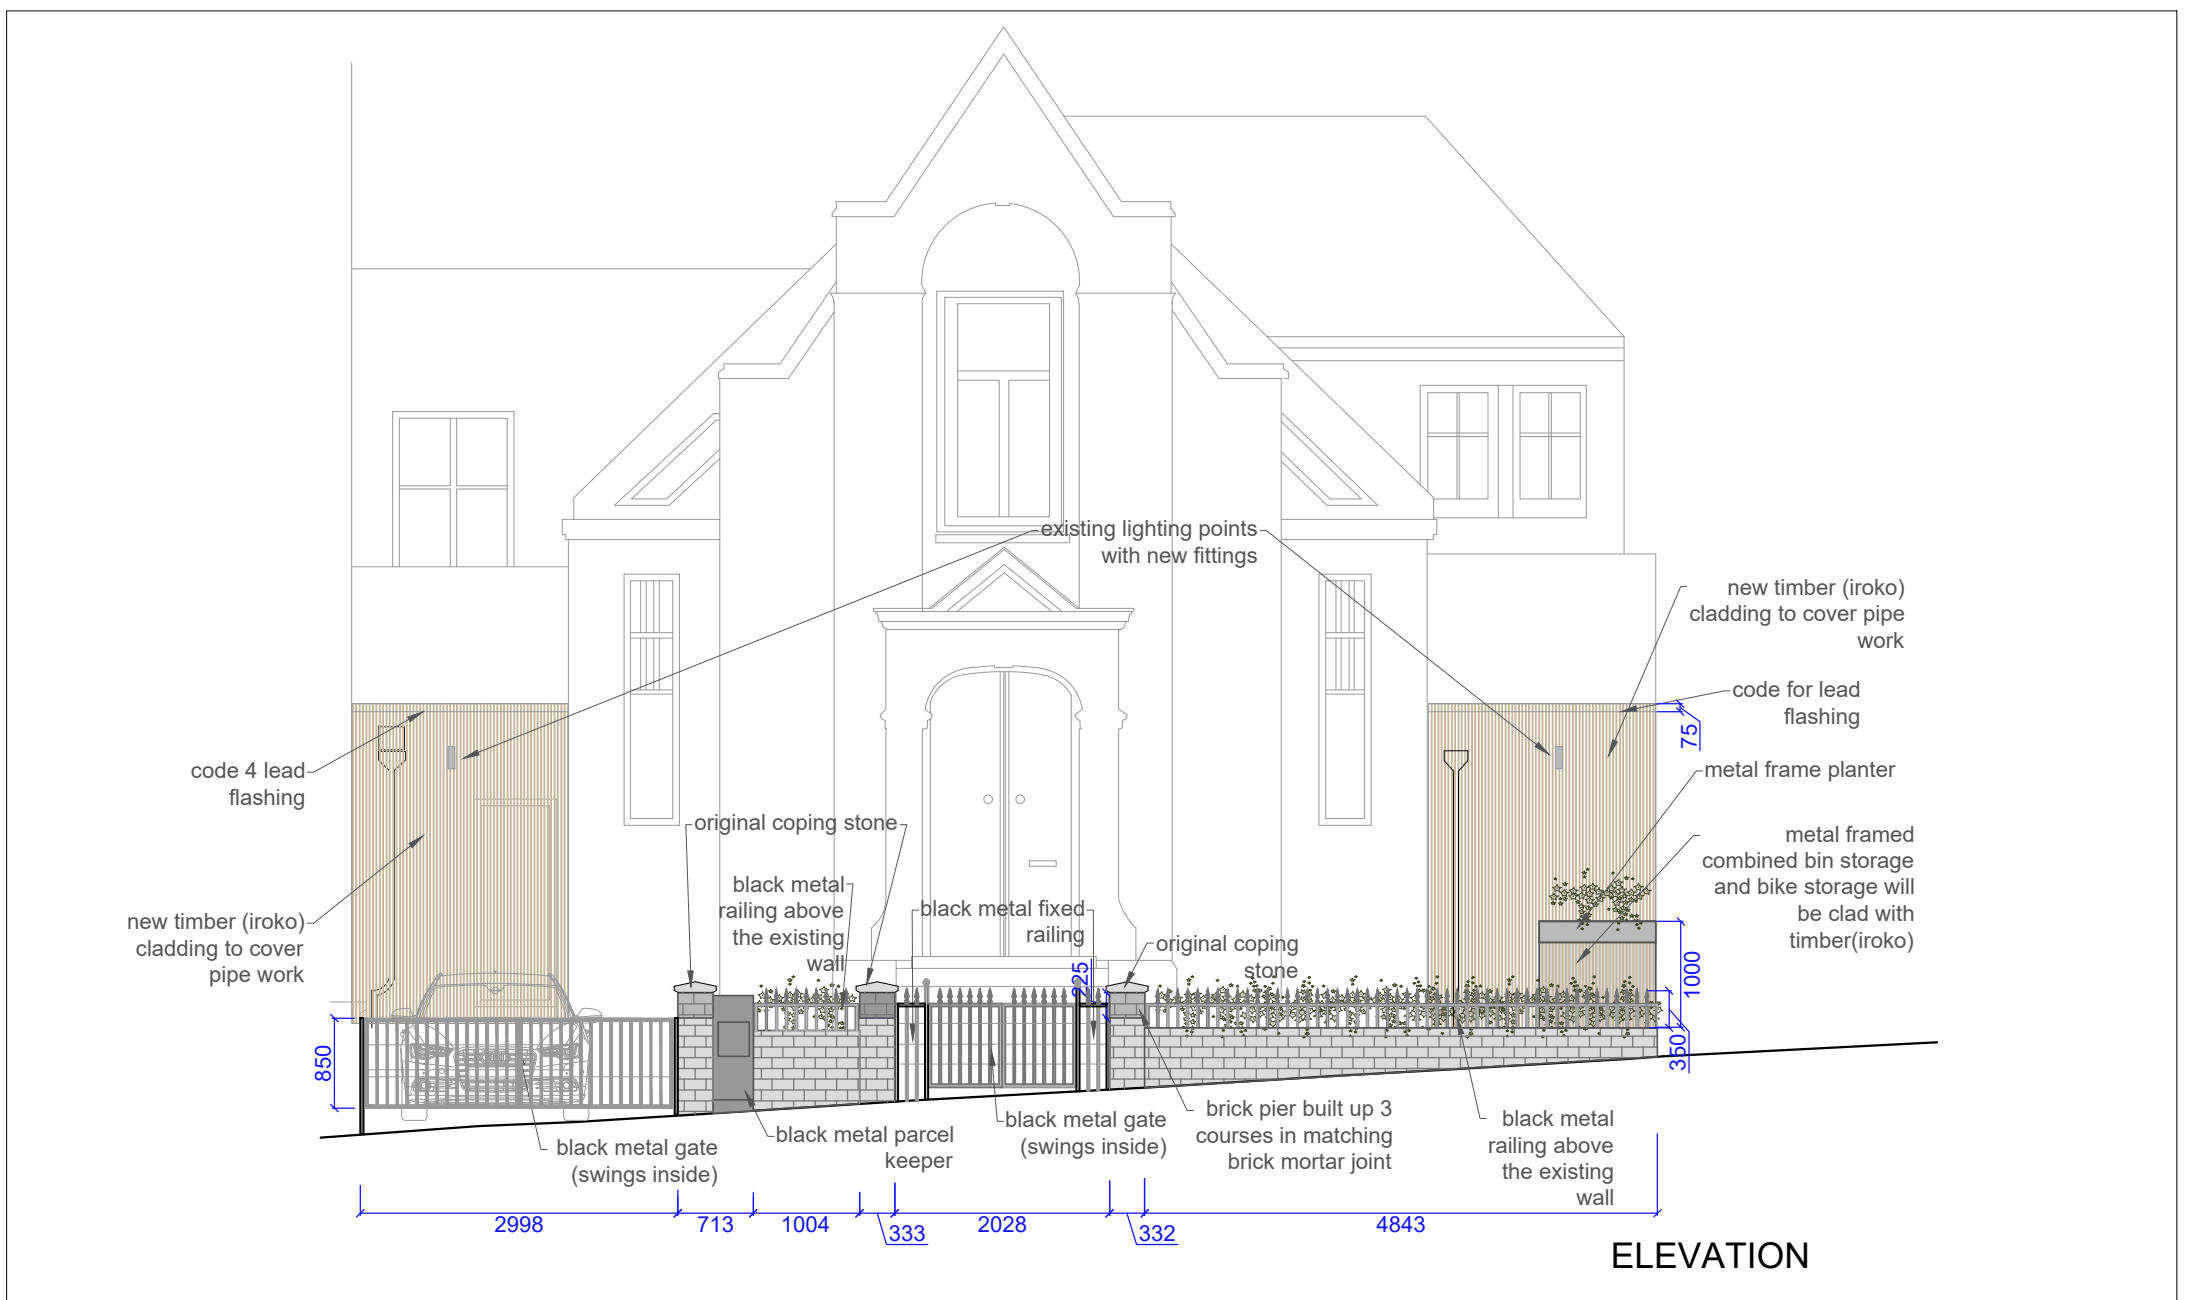 existing lighting points
with new fittings
new timber (iroko)
cladding to cover pipe
work
code for lead
flashing
75
metal frame planter
code 4 lead
flashing
original coping stone
metal framed
combined bin storage
and bike storage will
be clad with
timber(iroko)
black metal
railing above
the existing
wall
black metal fixed
railing
new timber (iroko)
cladding to cover
pipe work
original coping
stone
225
1000
850
350
black metal gate
(swings inside)
black metal parcel
keeper
black metal gate
(swings inside)
brick pier built up 3
courses in matching
brick mortar joint
black metal
railing above
the existing
wall
2998
713
1004
333
2028
332
4843
ELEVATION